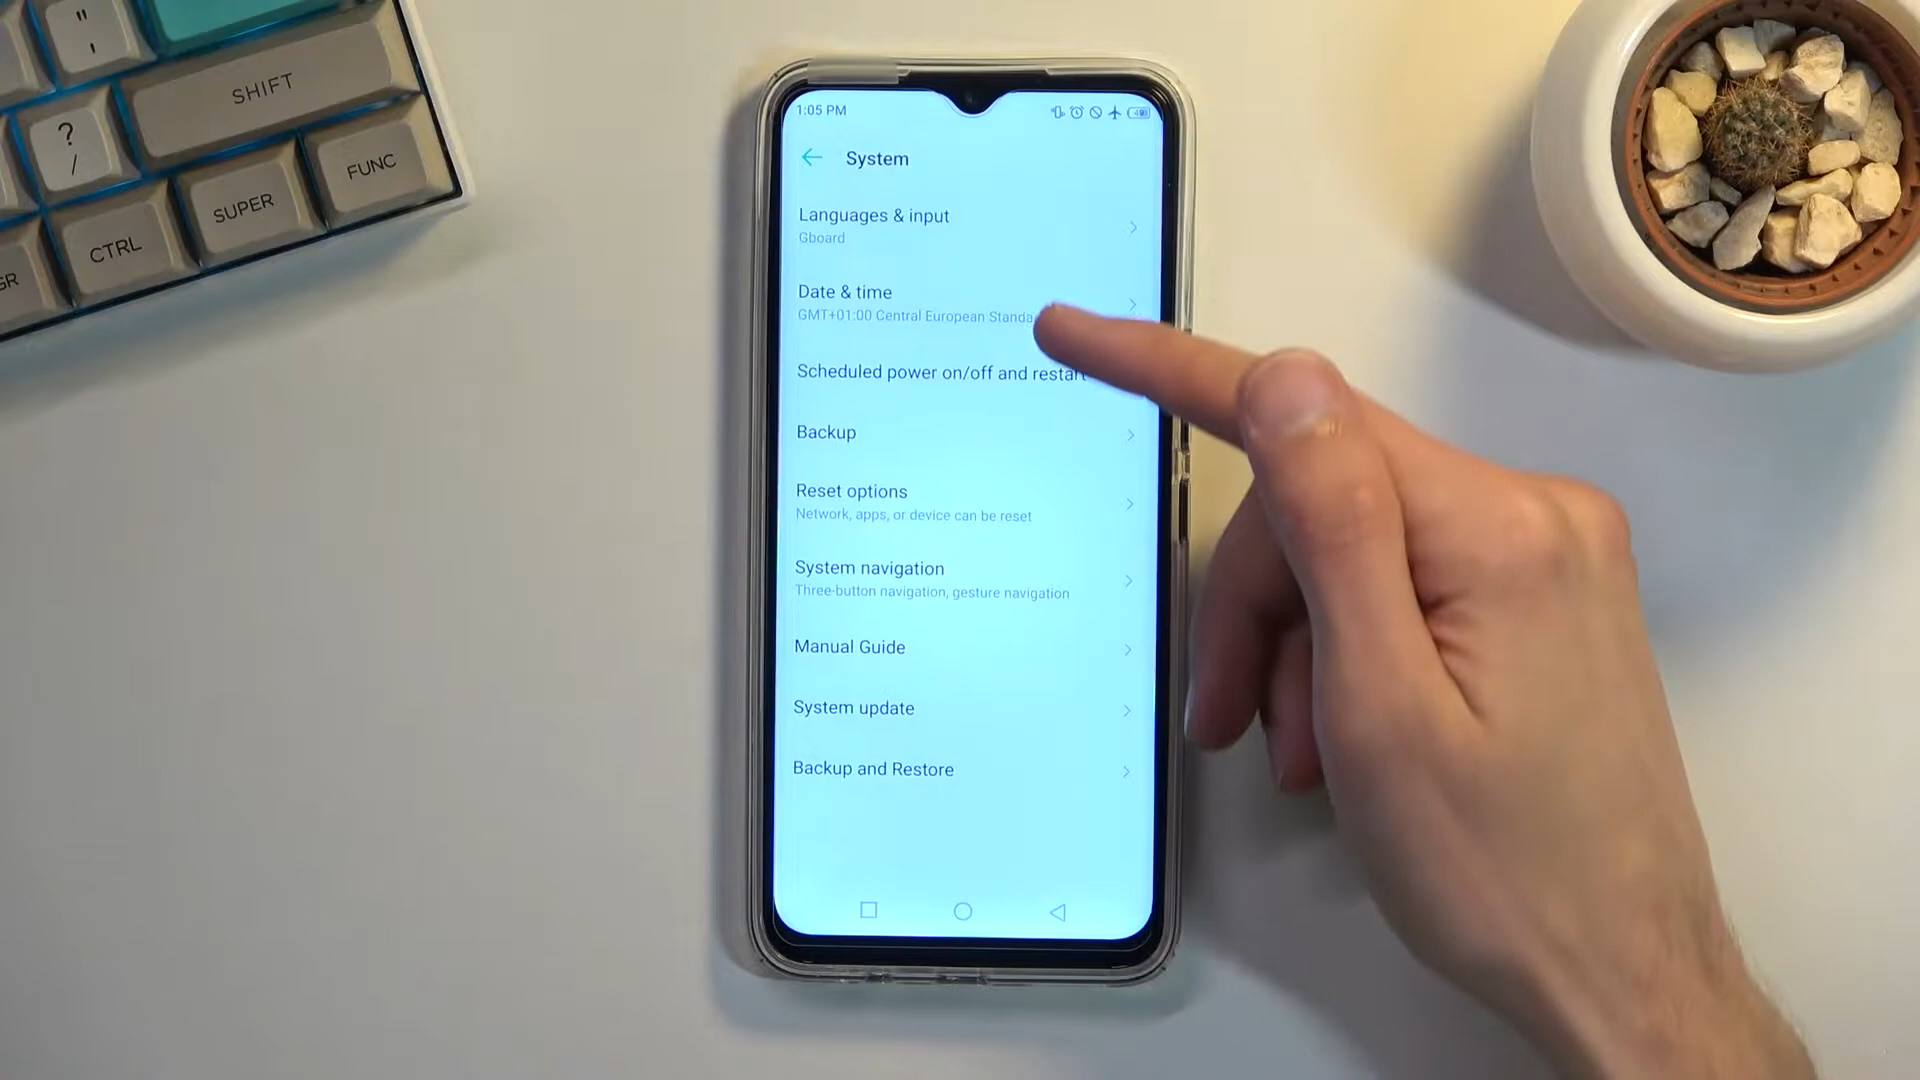 "
'
SHIFT
?
/
FUNC
SUPER
CTRL
GR
1:05 PM
System
Languages & input
Gboard
Date & time
GMT+01:00 Central European Standa
Scheduled power on/off and restart
Backup
Reset options
Network, apps, or device can be reset
System navigation
Three-button navigation, gesture navigation
Manual Guide
System update
Backup and Restore